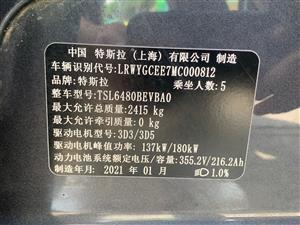 中国 特斯拉(上海)有限公司 制造
车辆识别代号:LRWYGCEE7MC000812
品牌:特斯拉 乘坐人数:5
整车型号:TSL6480BEVBA0
最大允许总质量:2415 kg
最大允许牵引质量:0 kg
驱动电机型号:3D3/3D5
驱动电机峰值功率:137kW/180kW
动力电池系统额定电压/容量:355.2V/216.2Ah
制造年月:2021 年 01 月 1.0%